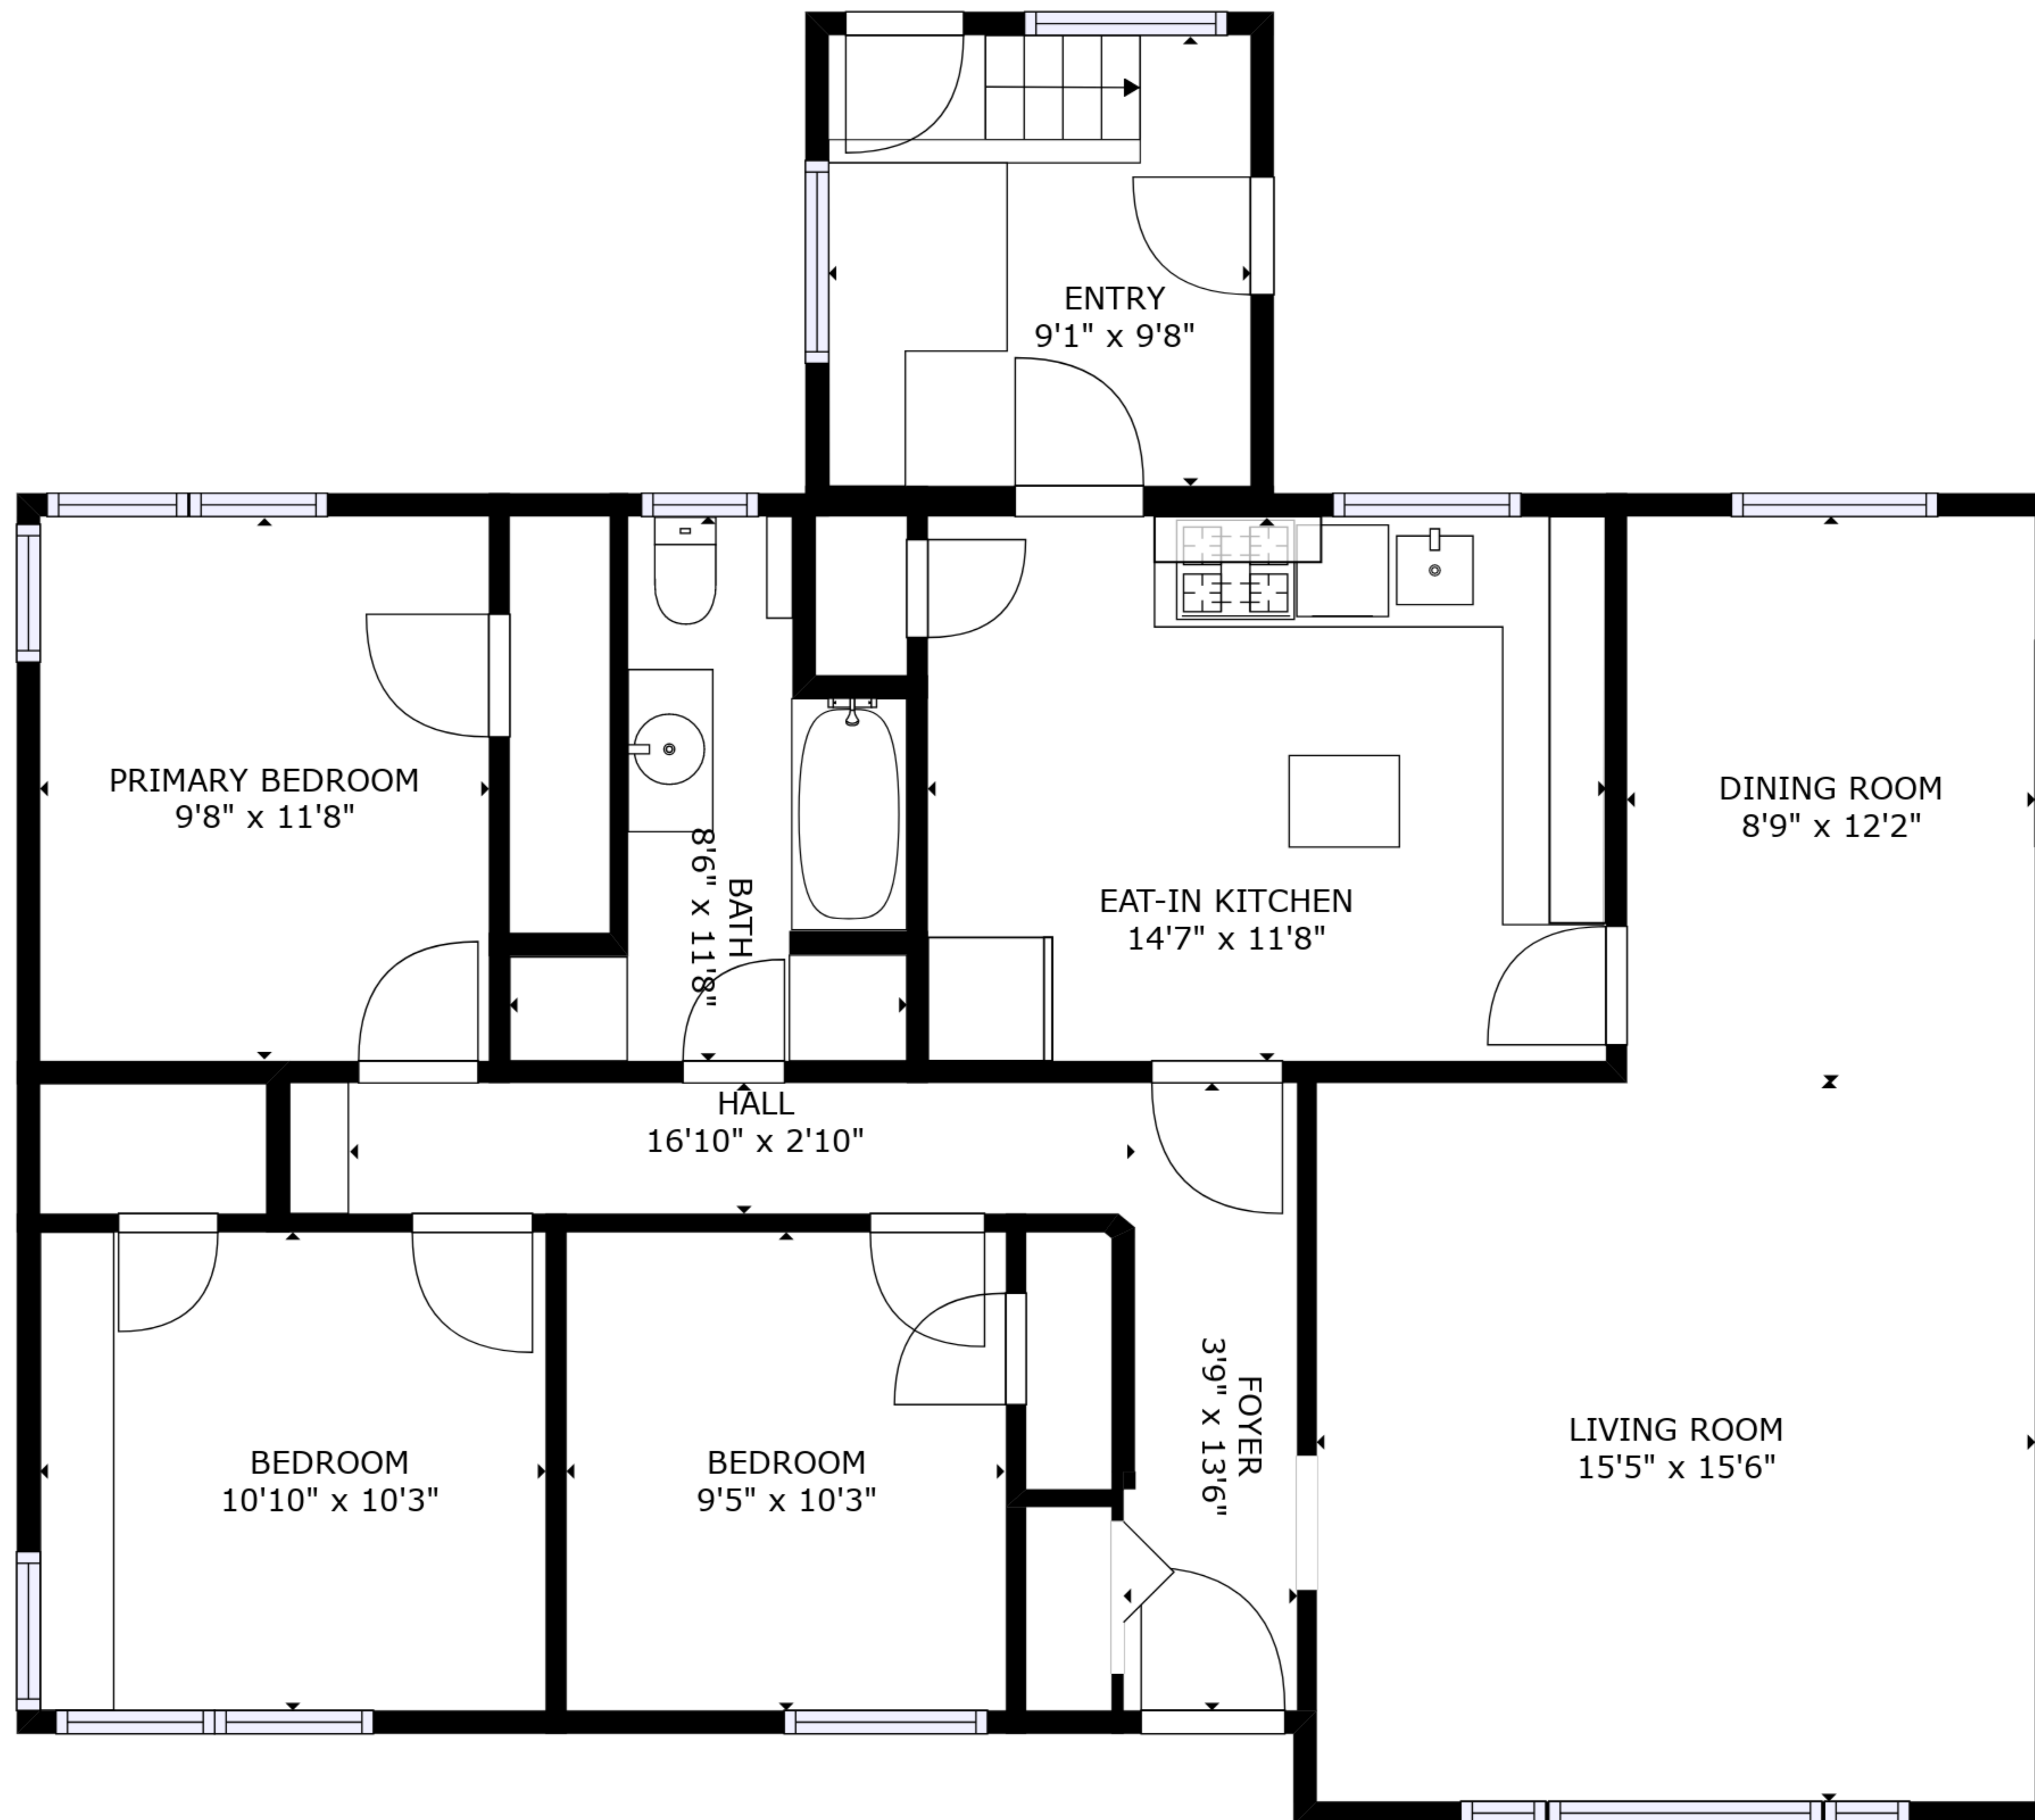 ENTRY
9'1" x 9'8"
PRIMARY BEDROOM
9'8" x 11'8"
BATH
8'6" x 11'8"
EAT-IN KITCHEN
14'7" x 11'8"
DINING ROOM
8'9" x 12'2"
HALL
16'10" x 2'10"
BEDROOM
10'10" x 10'3"
BEDROOM
9'5" x 10'3"
FOYER
3'9" x 13'6"
LIVING ROOM
15'5" x 15'6"